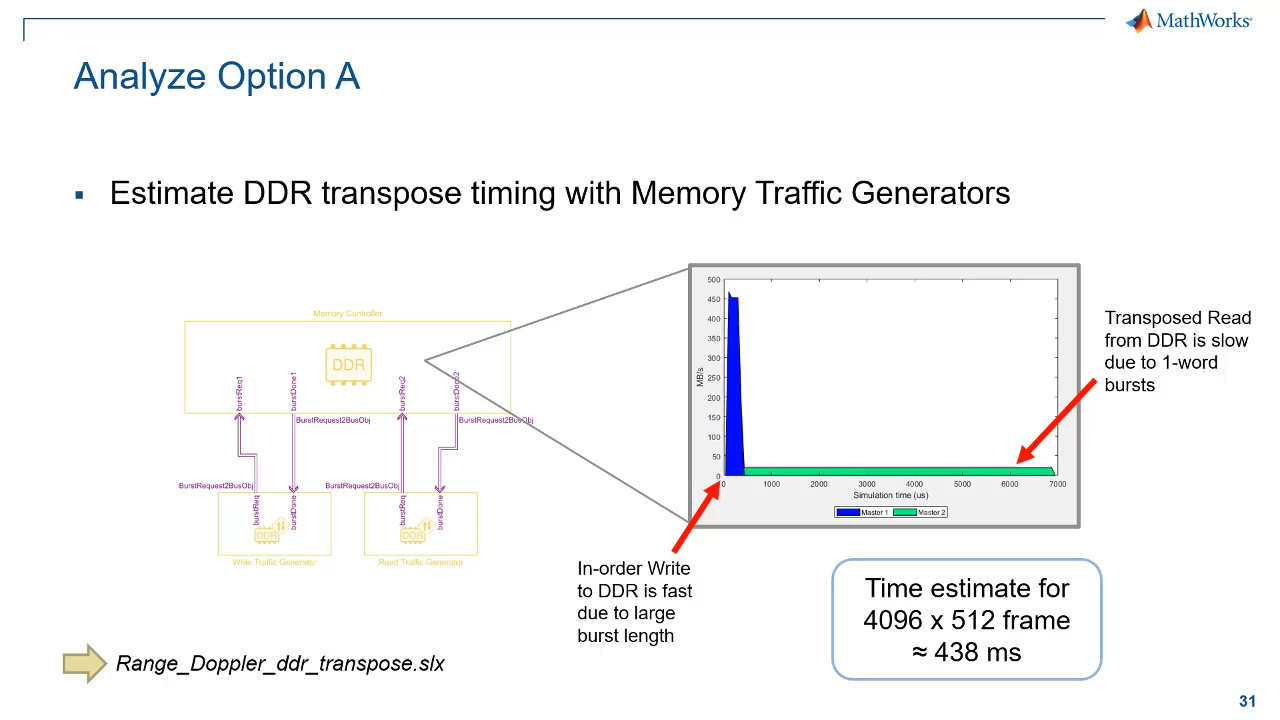 MathWorks®
Analyze Option A
▪ Estimate DDR transpose timing with Memory Traffic Generators
Memory Controller
DDR
burstReq1
burstDone1
burstReq2
burstDone2
BurstRequest2BusObj
BurstRequest2BusObj
BurstRequest2BusObj
BurstRequest2BusObj
burstReq
burstDone
burstReq
burstDone
DDR
DDR
Write Traffic Generator
Read Traffic Generator
500
450
400
350
300
250
200
150
100
50
0
MB/s
0 1000 2000 3000 4000 5000 6000 7000
Simulation time (us)
Master 1 Master 2
Transposed Read
from DDR is slow
due to 1-word
bursts
In-order Write
to DDR is fast
due to large
burst length
Time estimate for
4096 x 512 frame
≈ 438 ms
Range_Doppler_ddr_transpose.slx
31